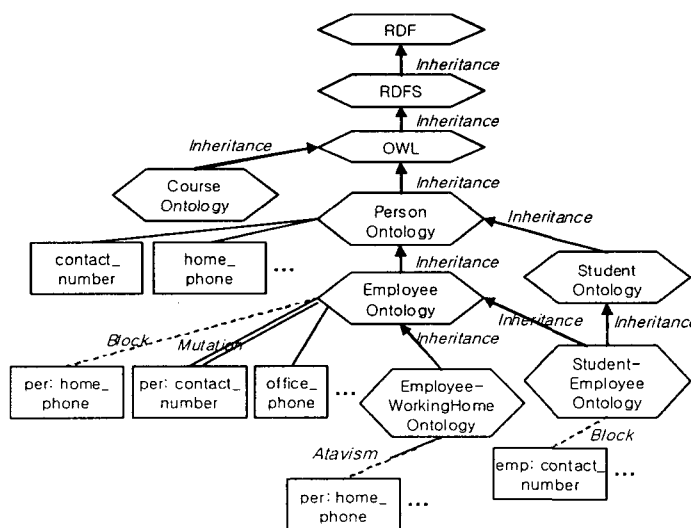 RDF
Inheritance
RDFS
Inheritance
Inheritance
OWL
Inheritance
Course
Ontology
Person
Ontology
Inheritance
contact_
number
home_
phone
...
Inheritance
Student
Ontology
Employee
Ontology
Block
Mutation
Inheritance
Inheritance
Inheritance
per: home_
phone
per: contact_
number
office_
phone
...
Employee-
WorkingHome
Ontology
Student-
Employee
Ontology
Atavism
Block
per: home_
phone
...
emp: contact_
number
...